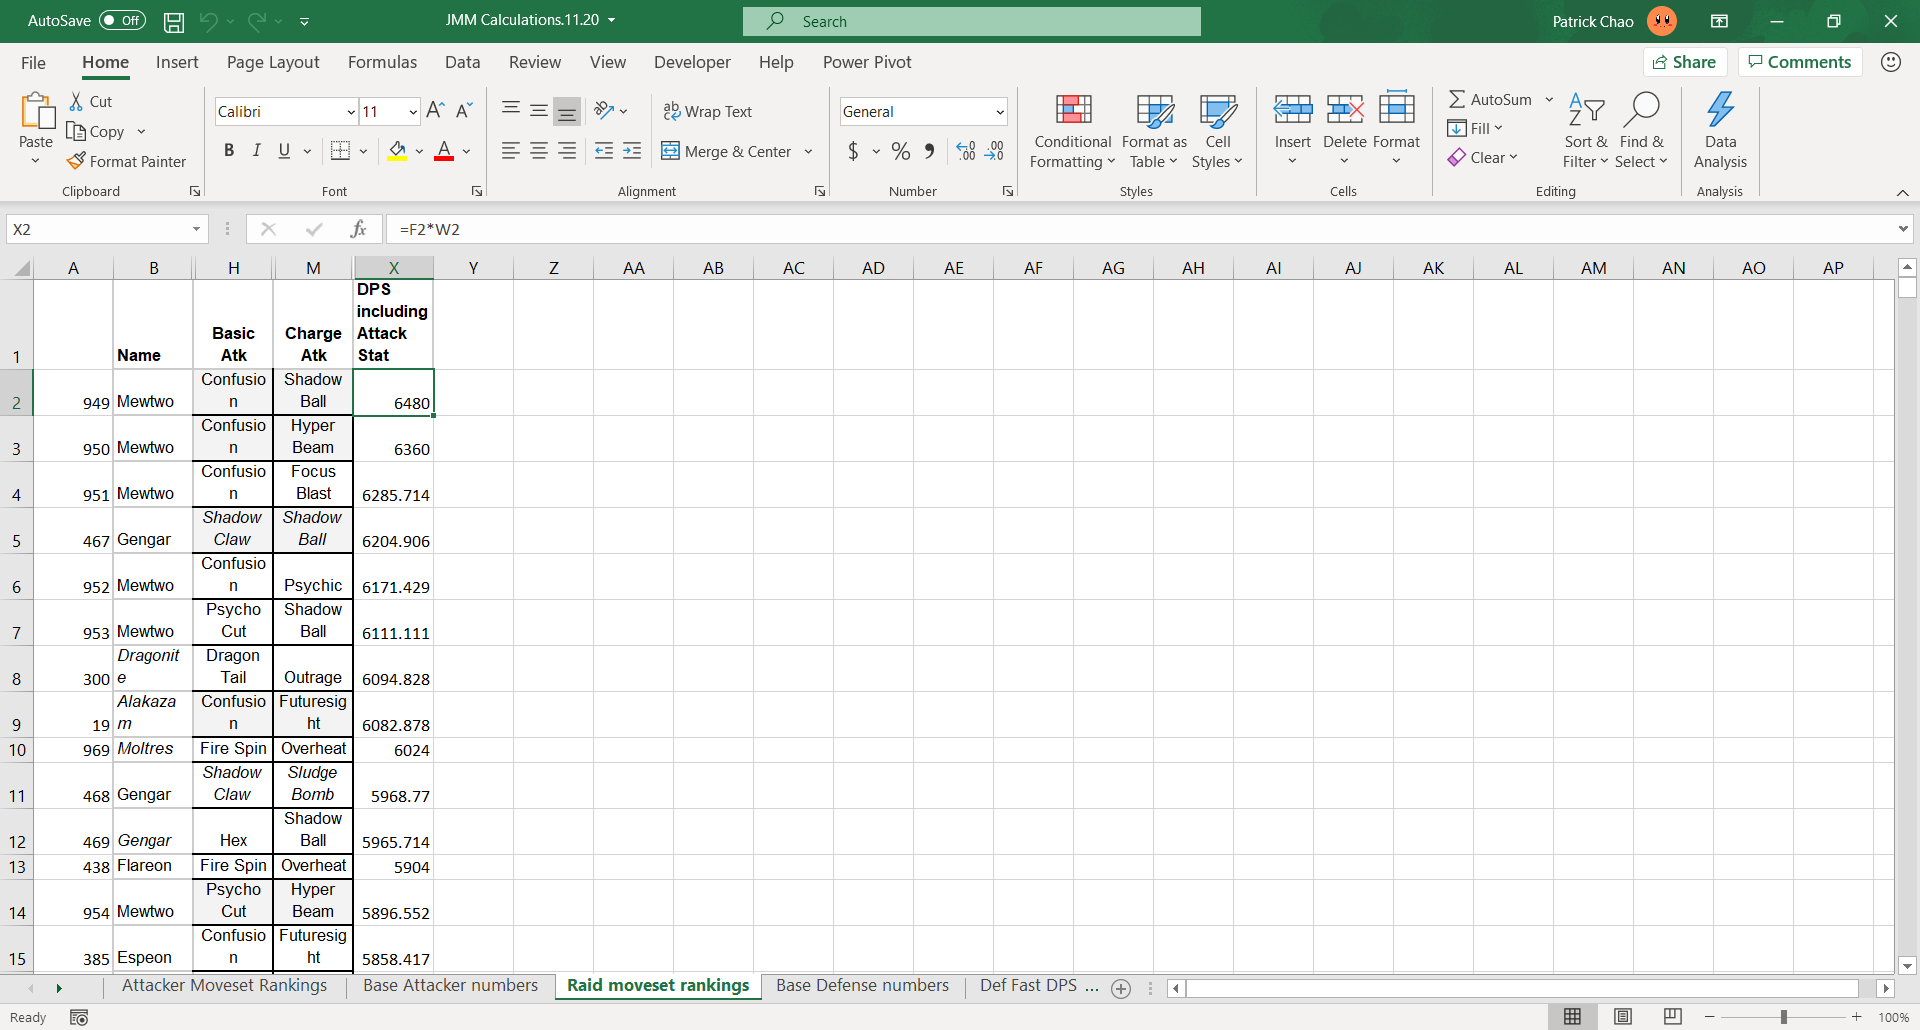 AutoSave Off
JMM Calculations.11.20
Search
Patrick Chao
File Home Insert Page Layout Formulas Data Review View Developer Help Power Pivot
Share Comments
Paste
Cut
Copy
Format Painter
Clipboard
Calibri 11
B I U
Font
Wrap Text
Merge & Center
Alignment
General
$ % 9 .00
Number
Conditional Formatting
Format as Table
Cell Styles
Styles
Insert Delete Format
Cells
AutoSum
Fill
Clear
Sort & Filter
Find & Select
Editing
Data Analysis
Analysis
X2 fx =F2*W2
A B H M X Y Z AA AB AC AD AE AF AG AH AI AJ AK AL AM AN AO AP
1 Name Basic Atk Charge Atk DPS including Attack Stat
2 949 Mewtwo Confusion Shadow Ball 6480
3 950 Mewtwo Confusion Hyper Beam 6360
4 951 Mewtwo Confusion Focus Blast 6285.714
5 467 Gengar Shadow Claw Shadow Ball 6204.906
6 952 Mewtwo Confusion Psychic 6171.429
7 953 Mewtwo Psycho Cut Shadow Ball 6111.111
8 300 Dragonite Dragon Tail Outrage 6094.828
9 19 Alakazam Confusion Futuresight 6082.878
10 969 Moltres Fire Spin Overheat 6024
11 468 Gengar Shadow Claw Sludge Bomb 5968.77
12 469 Gengar Hex Shadow Ball 5965.714
13 438 Flareon Fire Spin Overheat 5904
14 954 Mewtwo Psycho Cut Hyper Beam 5896.552
15 385 Espeon Confusion Futuresight 5858.417
Attacker Moveset Rankings Base Attacker numbers Raid moveset rankings Base Defense numbers Def Fast DPS ...
Ready
100%